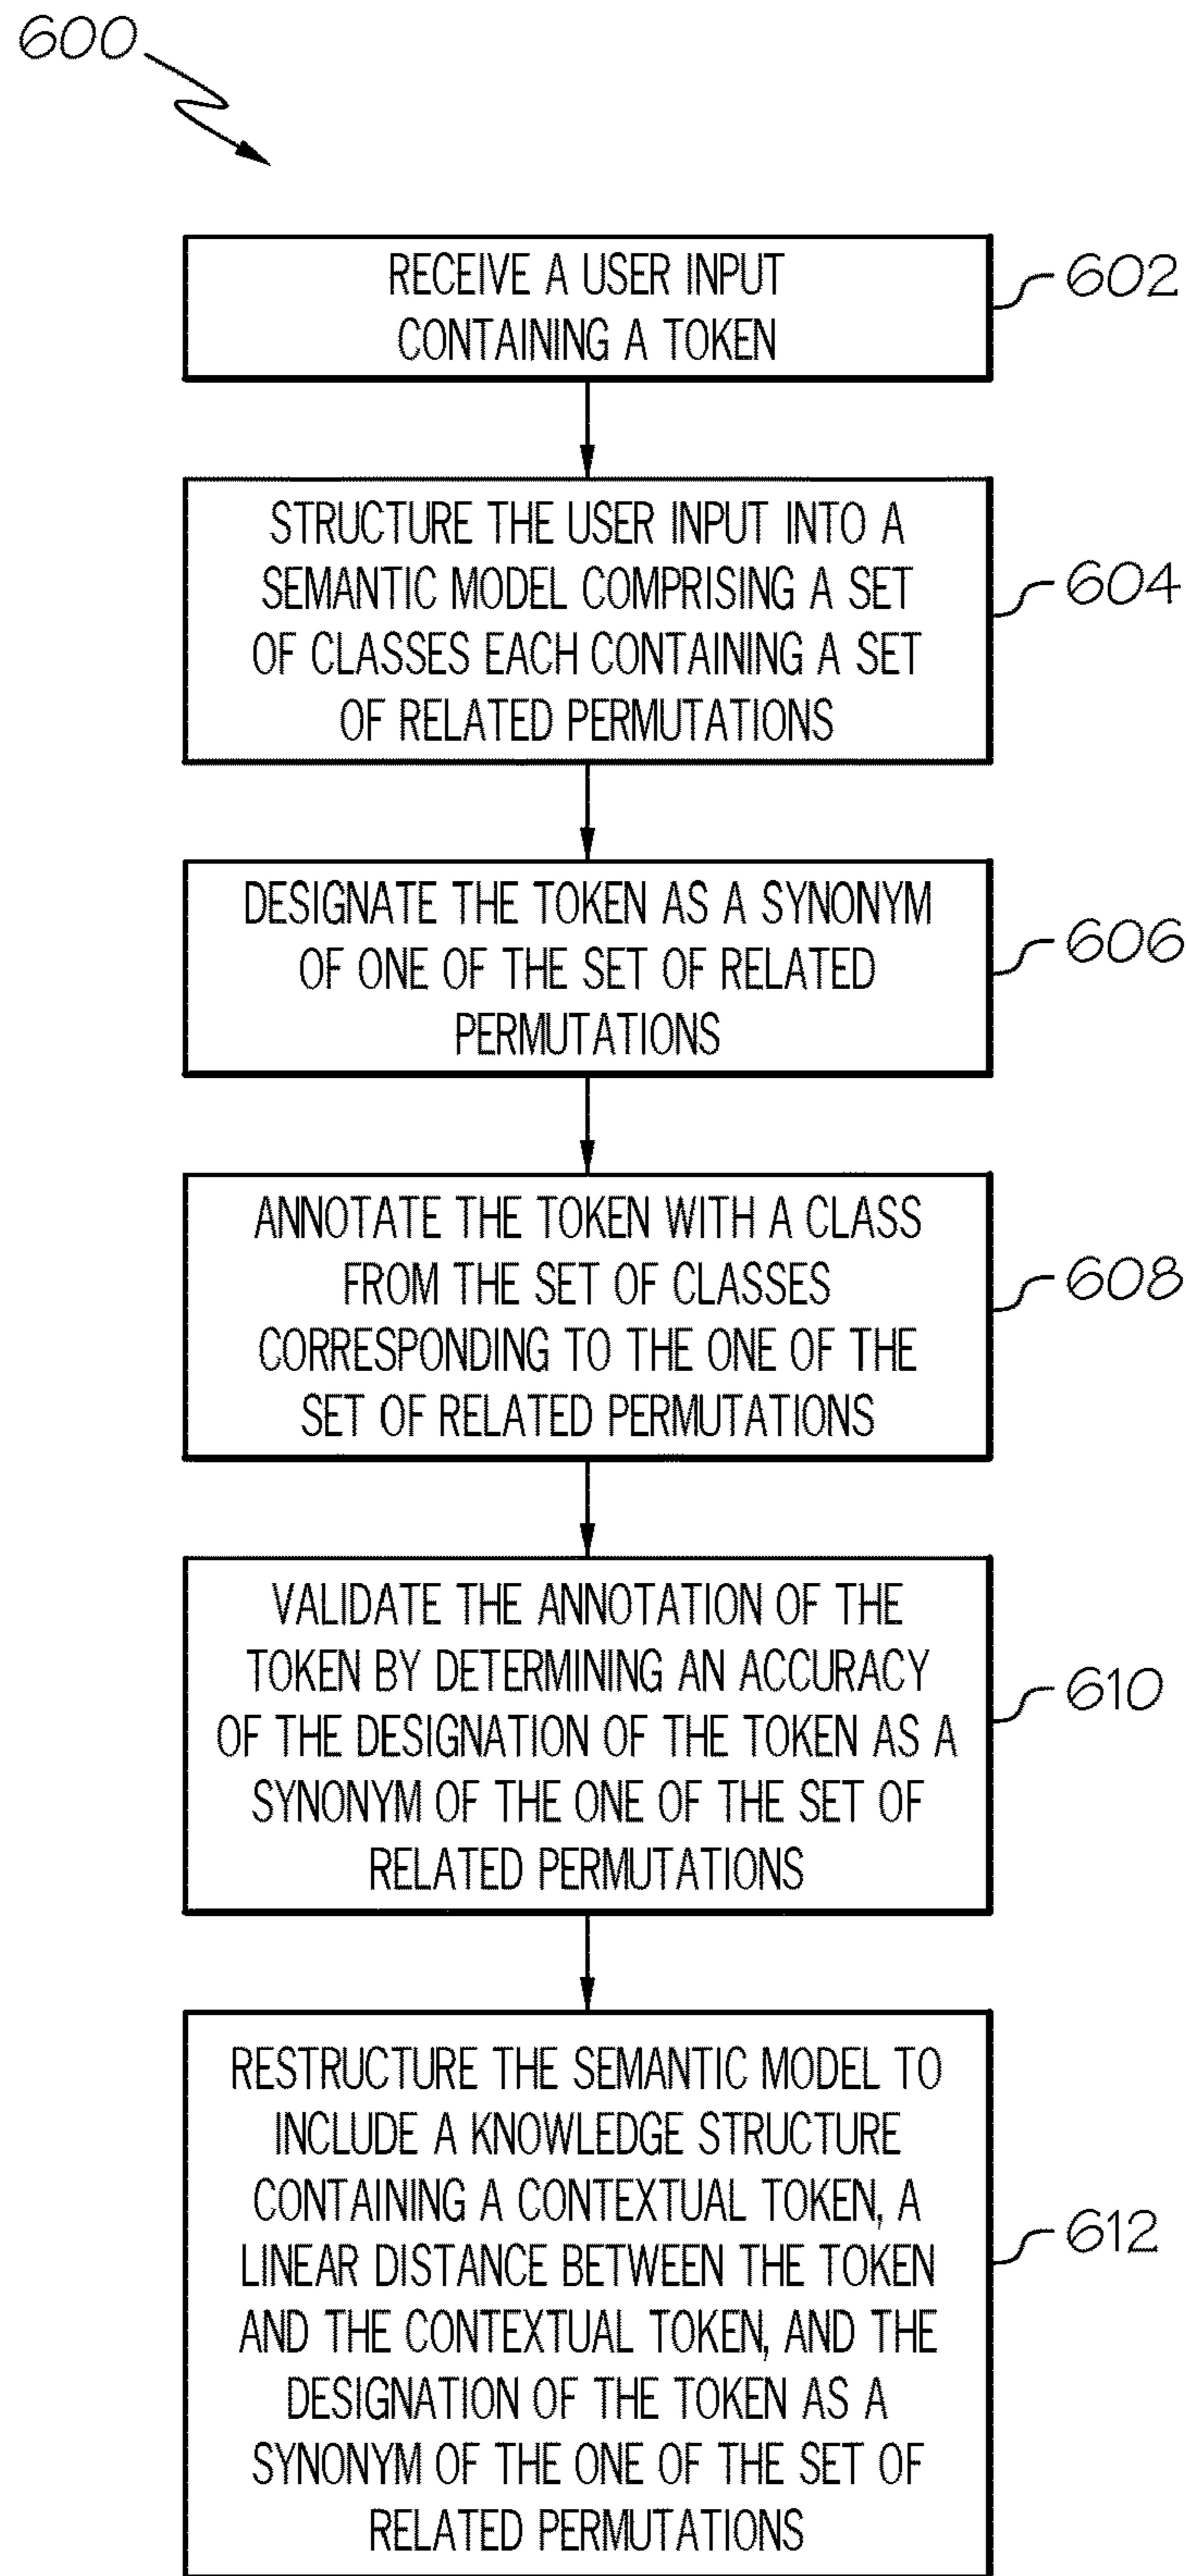 600
RECEIVE A USER INPUT
CONTAINING A TOKEN
602
STRUCTURE THE USER INPUT INTO A
SEMANTIC MODEL COMPRISING A SET
OF CLASSES EACH CONTAINING A SET
OF RELATED PERMUTATIONS
604
DESIGNATE THE TOKEN AS A SYNONYM
OF ONE OF THE SET OF RELATED
PERMUTATIONS
606
ANNOTATE THE TOKEN WITH A CLASS
FROM THE SET OF CLASSES
CORRESPONDING TO THE ONE OF THE
SET OF RELATED PERMUTATIONS
608
VALIDATE THE ANNOTATION OF THE
TOKEN BY DETERMINING AN ACCURACY
OF THE DESIGNATION OF THE TOKEN AS A
SYNONYM OF THE ONE OF THE SET OF
RELATED PERMUTATIONS
610
RESTRUCTURE THE SEMANTIC MODEL TO
INCLUDE A KNOWLEDGE STRUCTURE
CONTAINING A CONTEXTUAL TOKEN, A
LINEAR DISTANCE BETWEEN THE TOKEN
AND THE CONTEXTUAL TOKEN, AND THE
DESIGNATION OF THE TOKEN AS A
SYNONYM OF THE ONE OF THE SET OF
RELATED PERMUTATIONS
612